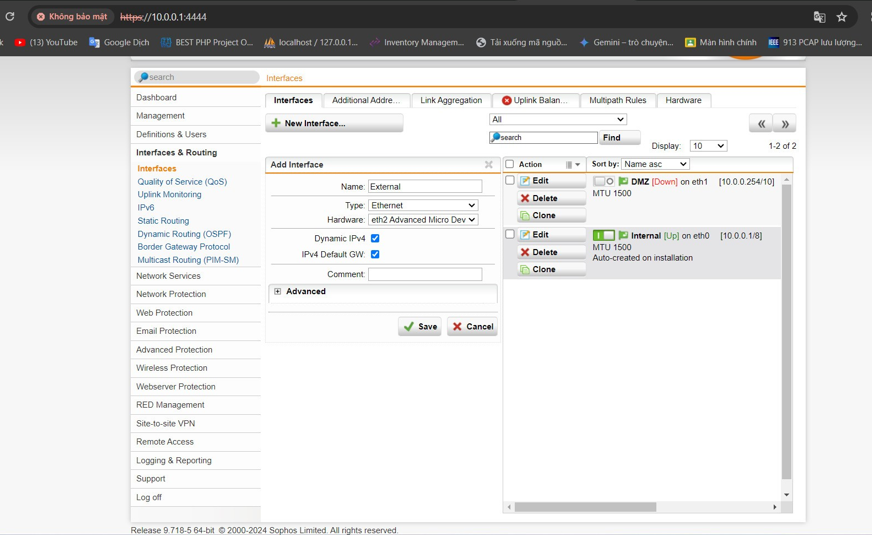 Không bảo mật
https://10.0.0.1:4444
(13) YouTube
Google Dịch
BEST PHP Project O...
localhost / 127.0.0.1...
Inventory Managem...
Tải xuống mã nguồ...
Gemini – trò chuyện...
Màn hình chính
913 PCAP lưu lượng...
search
Interfaces
Dashboard
Management
Definitions & Users
Interfaces & Routing
Interfaces
Quality of Service (QoS)
Uplink Monitoring
IPv6
Static Routing
Dynamic Routing (OSPF)
Border Gateway Protocol
Multicast Routing (PIM-SM)
Network Services
Network Protection
Web Protection
Email Protection
Advanced Protection
Wireless Protection
Webserver Protection
RED Management
Site-to-site VPN
Remote Access
Logging & Reporting
Support
Log off
Interfaces
Additional Addre...
Link Aggregation
Uplink Balan...
Multipath Rules
Hardware
New Interface...
All
search
Find
Display: 10
1-2 of 2
Add Interface
Name: External
Type: Ethernet
Hardware: eth2 Advanced Micro Dev
Dynamic IPv4
IPv4 Default GW:
Comment:
Advanced
Save
Cancel
Action
Sort by: Name asc
Edit
Delete
Clone
DMZ [Down] on eth1 [10.0.0.254/10]
MTU 1500
Edit
Delete
Clone
Internal [Up] on eth0 [10.0.0.1/8]
MTU 1500
Auto-created on installation
Release 9.718-5 64-bit © 2000-2024 Sophos Limited. All rights reserved.